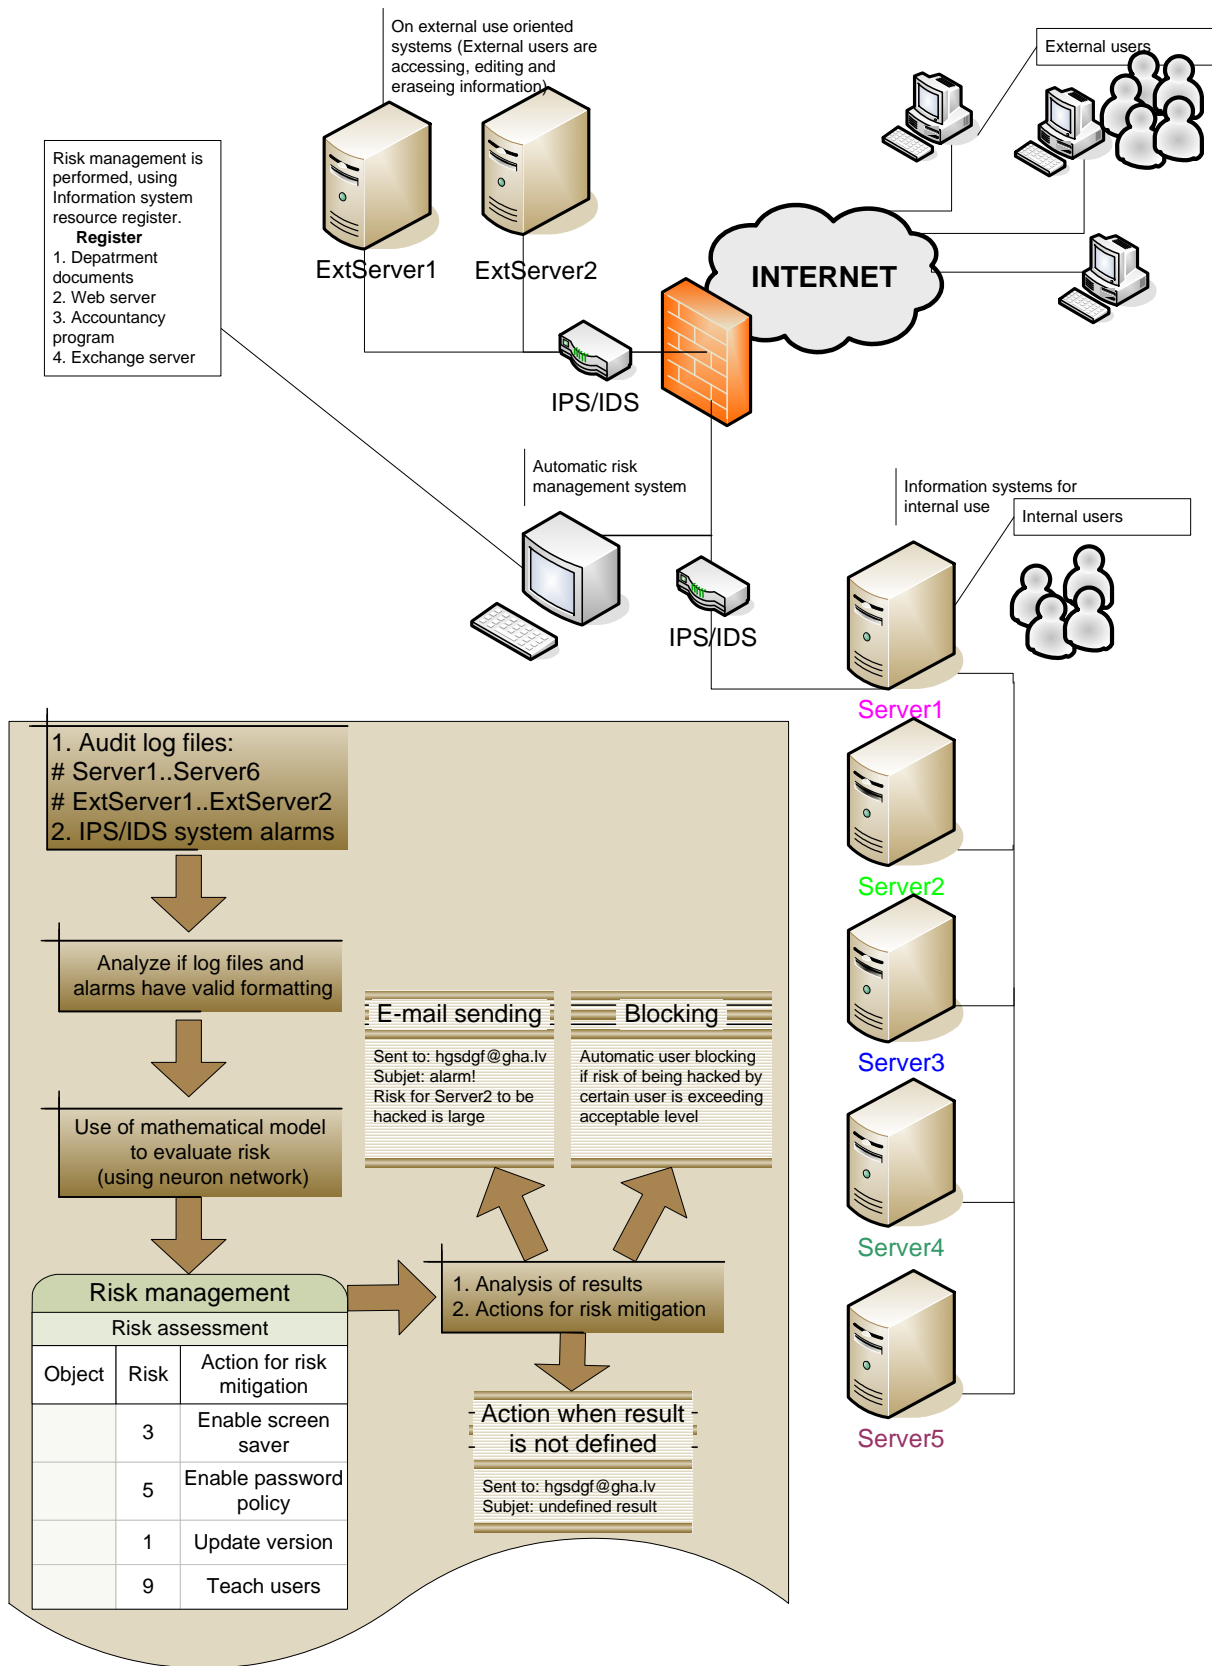 On external use oriented
systems (External users are
accessing, editing and
eraseing information)
External users
Risk management is
performed, using
Information system
resource register.
Register
1. Depatrment
documents
2. Web server
3. Accountancy
program
4. Exchange server
ExtServer1
ExtServer2
INTERNET
IPS/IDS
Automatic risk
management system
Information systems for
internal use
Internal users
IPS/IDS
Server1
Server2
Server3
Server4
Server5
1. Audit log files:
# Server1..Server6
# ExtServer1..ExtServer2
2. IPS/IDS system alarms
Analyze if log files and
alarms have valid formatting
Use of mathematical model
to evaluate risk
(using neuron network)
E-mail sending
Sent to: hgsdgf@gha.lv
Subjet: alarm!
Risk for Server2 to be
hacked is large
Blocking
Automatic user blocking
if risk of being hacked by
certain user is exceeding
acceptable level
1. Analysis of results
2. Actions for risk mitigation
Risk management
Risk assessment
Object Risk Action for risk mitigation
3 Enable screen saver
5 Enable password policy
1 Update version
9 Teach users
Action when result
is not defined
Sent to: hgsdgf@gha.lv
Subjet: undefined result